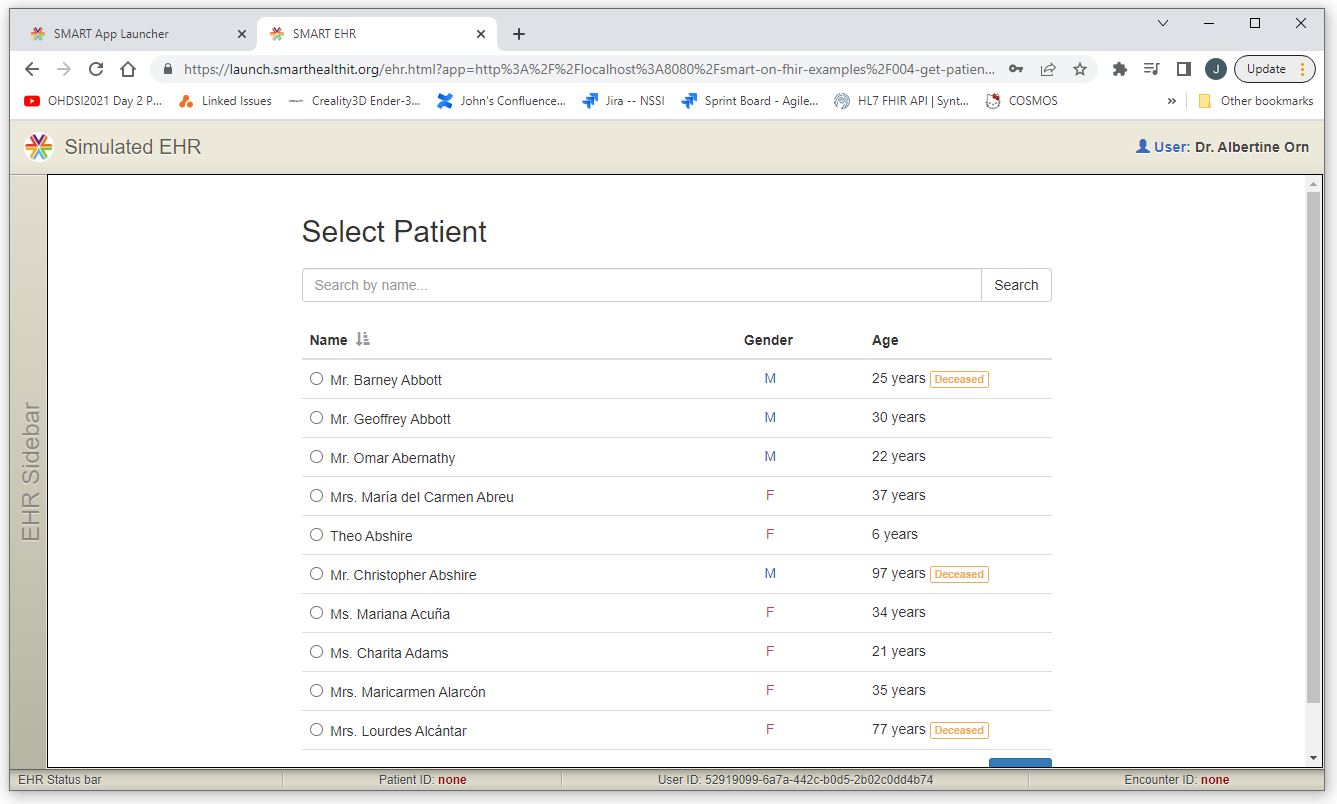 SMART App Launcher
SMART EHR
https://launch.smarthealthit.org/ehr.html?app=http%3A%2F%2Flocalhost%3A8080%2Fsmart-on-fhir-examples%2F004-get-patien...
J
Update
OHDSI2021 Day 2 P...
Linked Issues
Creality3D Ender-3...
John's Confluence...
Jira -- NSSI
Sprint Board - Agile...
HL7 FHIR API | Synt...
COSMOS
»
Other bookmarks
Simulated EHR
User: Dr. Albertine Orn
EHR Sidebar
Select Patient
Search by name...
Search
Name Gender Age
Mr. Barney Abbott M 25 years Deceased
Mr. Geoffrey Abbott M 30 years
Mr. Omar Abernathy M 22 years
Mrs. María del Carmen Abreu F 37 years
Theo Abshire F 6 years
Mr. Christopher Abshire M 97 years Deceased
Ms. Mariana Acuña F 34 years
Ms. Charita Adams F 21 years
Mrs. Maricarmen Alarcón F 35 years
Mrs. Lourdes Alcántar F 77 years Deceased
EHR Status bar
Patient ID: none
User ID: 52919099-6a7a-442c-b0d5-2b02c0dd4b74
Encounter ID: none